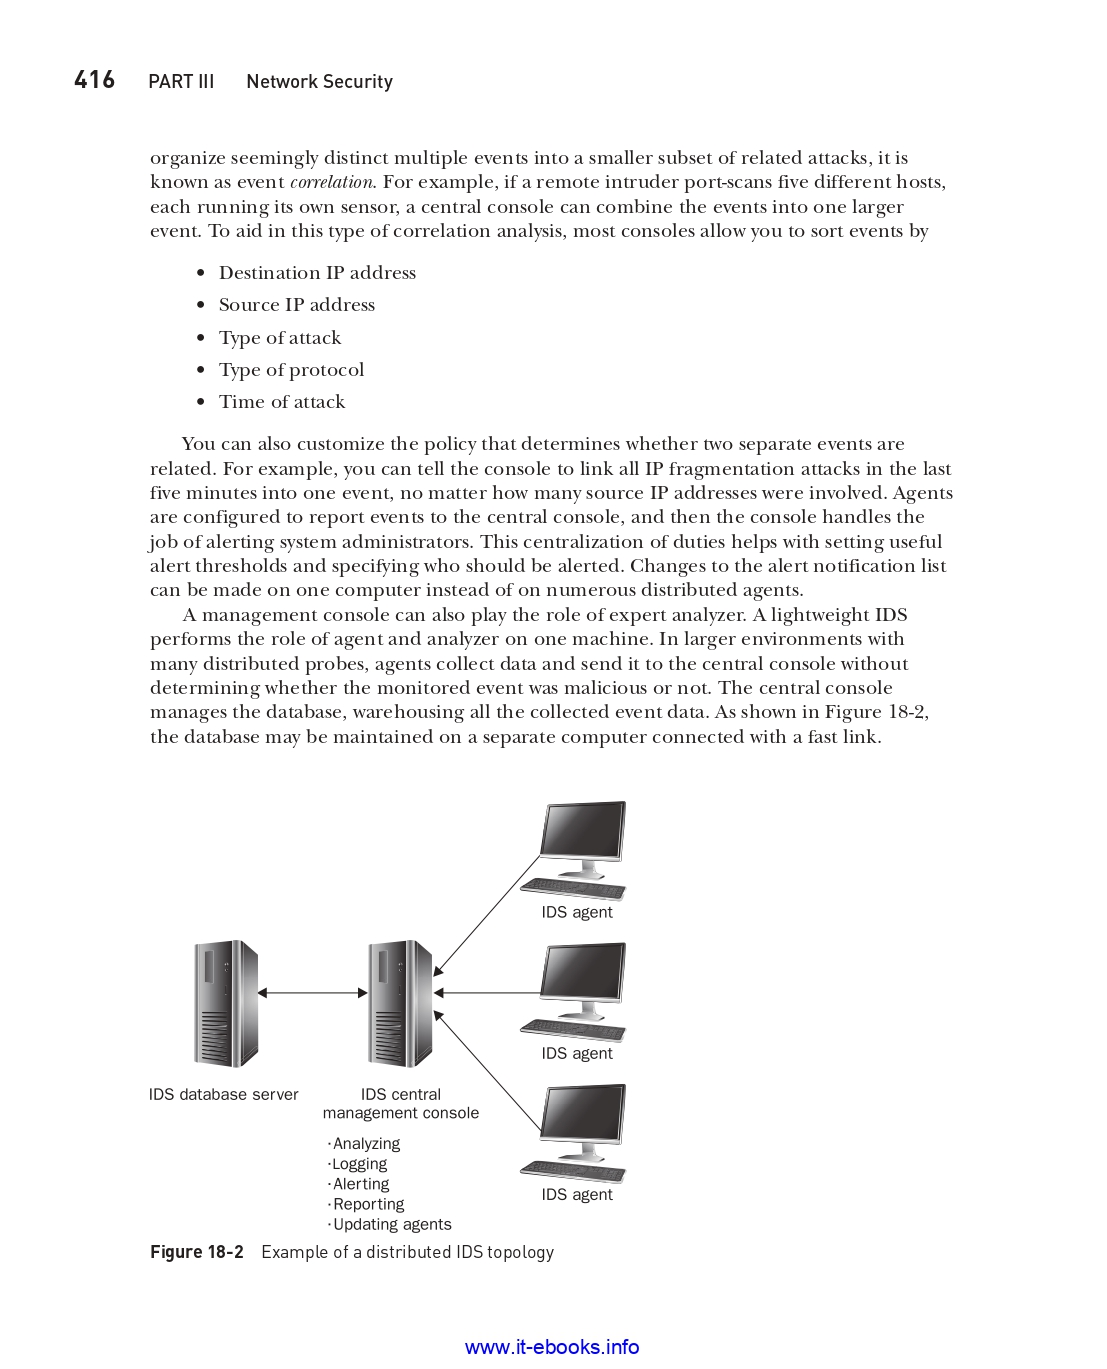 416 PART III Network Security
organize seemingly distinct multiple events into a smaller subset of related attacks, it is
known as event correlation. For example, if a remote intruder port-scans five different hosts,
each running its own sensor, a central console can combine the events into one larger
event. To aid in this type of correlation analysis, most consoles allow you to sort events by
• Destination IP address
• Source IP address
• Type of attack
• Type of protocol
• Time of attack
You can also customize the policy that determines whether two separate events are
related. For example, you can tell the console to link all IP fragmentation attacks in the last
five minutes into one event, no matter how many source IP addresses were involved. Agents
are configured to report events to the central console, and then the console handles the
job of alerting system administrators. This centralization of duties helps with setting useful
alert thresholds and specifying who should be alerted. Changes to the alert notification list
can be made on one computer instead of on numerous distributed agents.
A management console can also play the role of expert analyzer. A lightweight IDS
performs the role of agent and analyzer on one machine. In larger environments with
many distributed probes, agents collect data and send it to the central console without
determining whether the monitored event was malicious or not. The central console
manages the database, warehousing all the collected event data. As shown in Figure 18-2,
the database may be maintained on a separate computer connected with a fast link.
IDS agent
IDS agent
IDS database server
IDS central
management console
·Analyzing
·Logging
·Alerting
·Reporting
·Updating agents
IDS agent
Figure 18-2 Example of a distributed IDS topology
www.it-ebooks.info